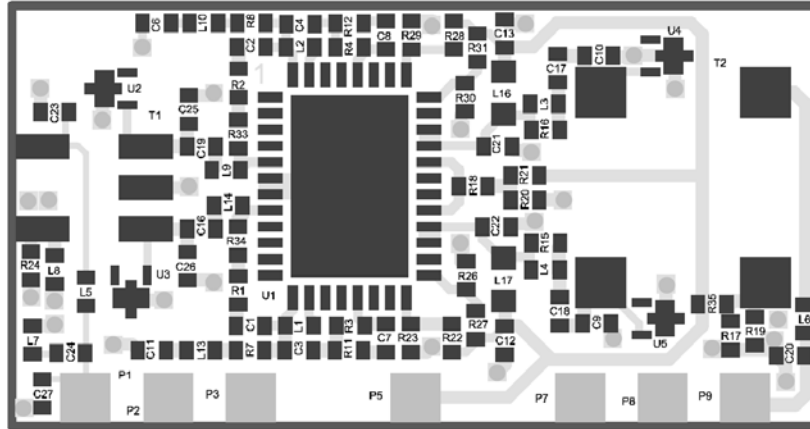 C6 L10 R8 C4 R12 C8 R29 R28 C13 U4
C2 L2 R4 R31 C10 T2
1 C17
U2 R2 L16 L3
C23 T1 C25 R30
C19 R33 C21 R16
L9 R18 R21
L14 R20
C16 R34 C22 R15
R24 L8 C26 R26 L17 L4
L5 U3 R1 U1 R35 L6
L7 C1 L1 R3 C7 R23 R22 R27 C12 C18 C9 U5 R17 R19
C24 C11 L13 R7 C3 R11 C20
C27 P1 P2 P3 P5 P7 P8 P9